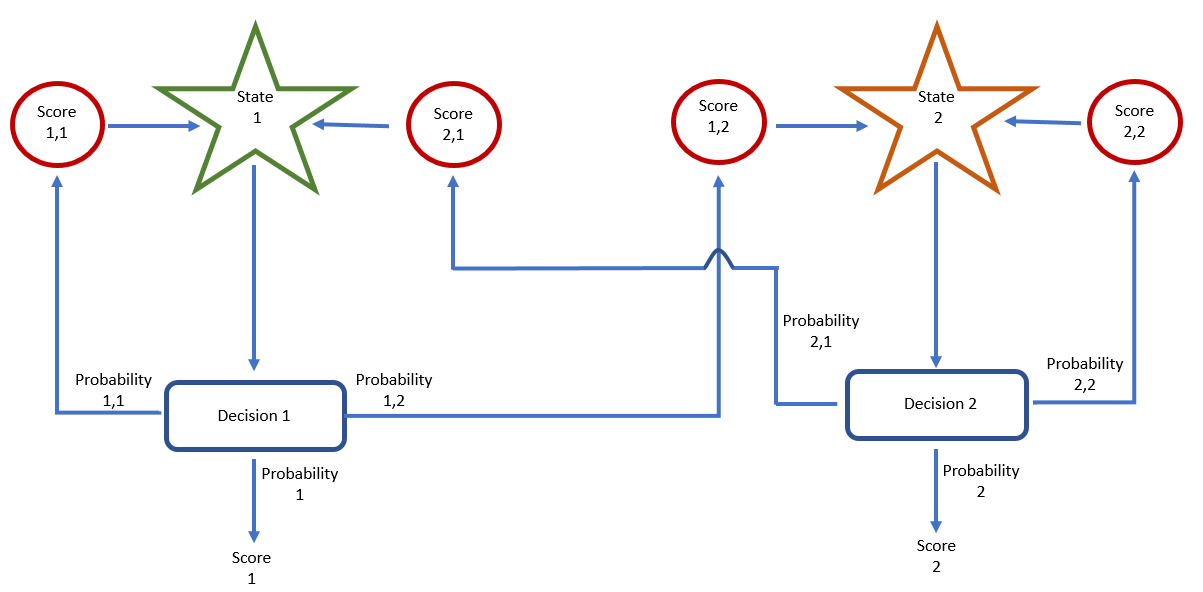 Score
1,1
State
1
Score
2,1
Score
1,2
State
2
Score
2,2
Probability
2,1
Probability
1,1
Probability
1,2
Probability
2,2
Decision 1
Decision 2
Probability
1
Probability
2
Score
1
Score
2